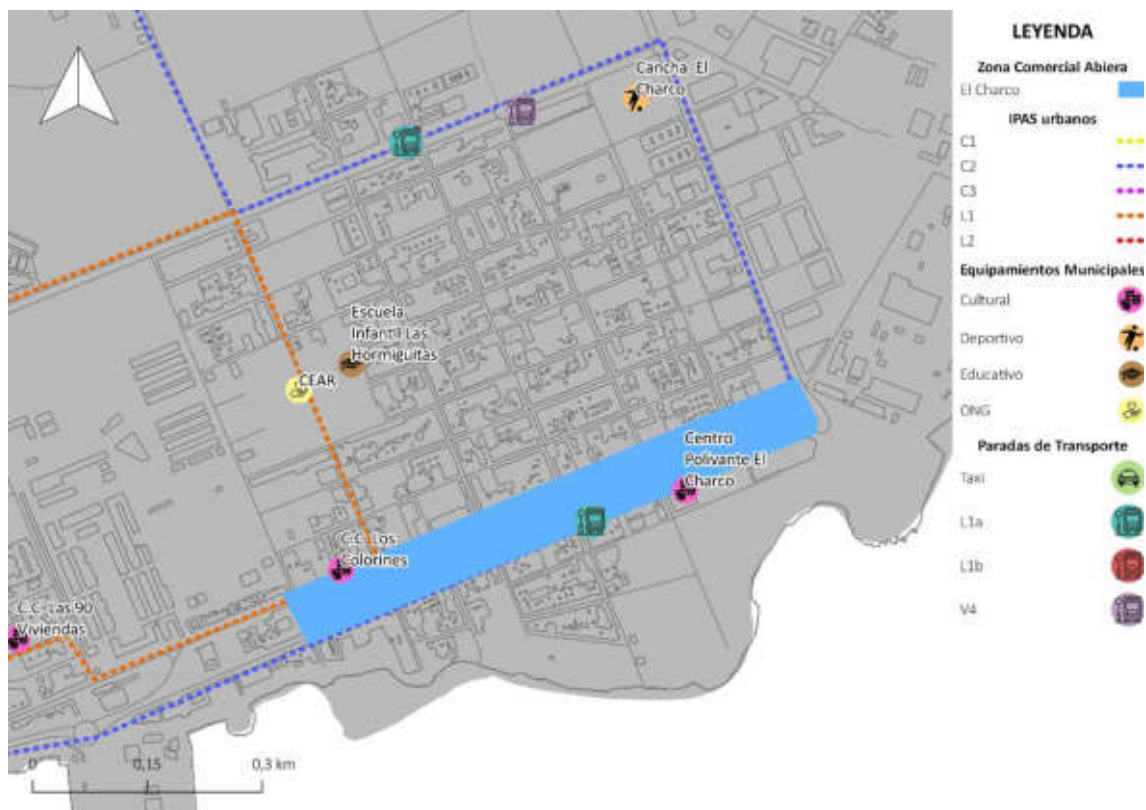 Cancha El
Charco
Escuela
Infantil Las
Hormiguitas
CEAR
Centro
Polivante El
Charco
C.C. Los
Colorines
C.C. Las 90
Viviendas
0
0,15
0,3 km
LEYENDA
Zona Comercial Abiera
El Charco
IPAS urbanos
C1
C2
C3
L1
L2
Equipamientos Municipales
Cultural
Deportivo
Educativo
ONG
Paradas de Transporte
Taxi
L1a
L1b
V4